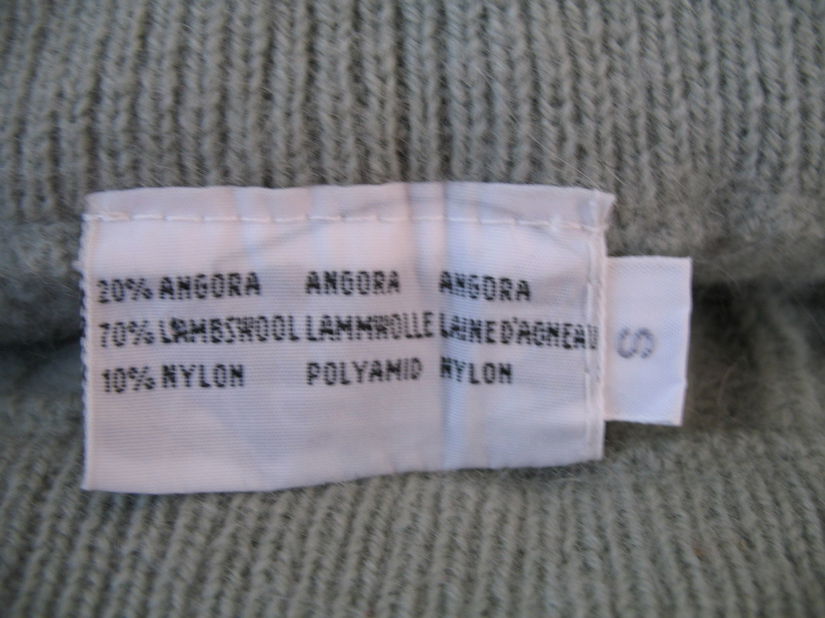 20% ANGORA ANGORA ANGORA
70% LAMBSWOOL LAMMWOLLE LAINE D'AGNEAU
10% NYLON POLYAMID NYLON
S